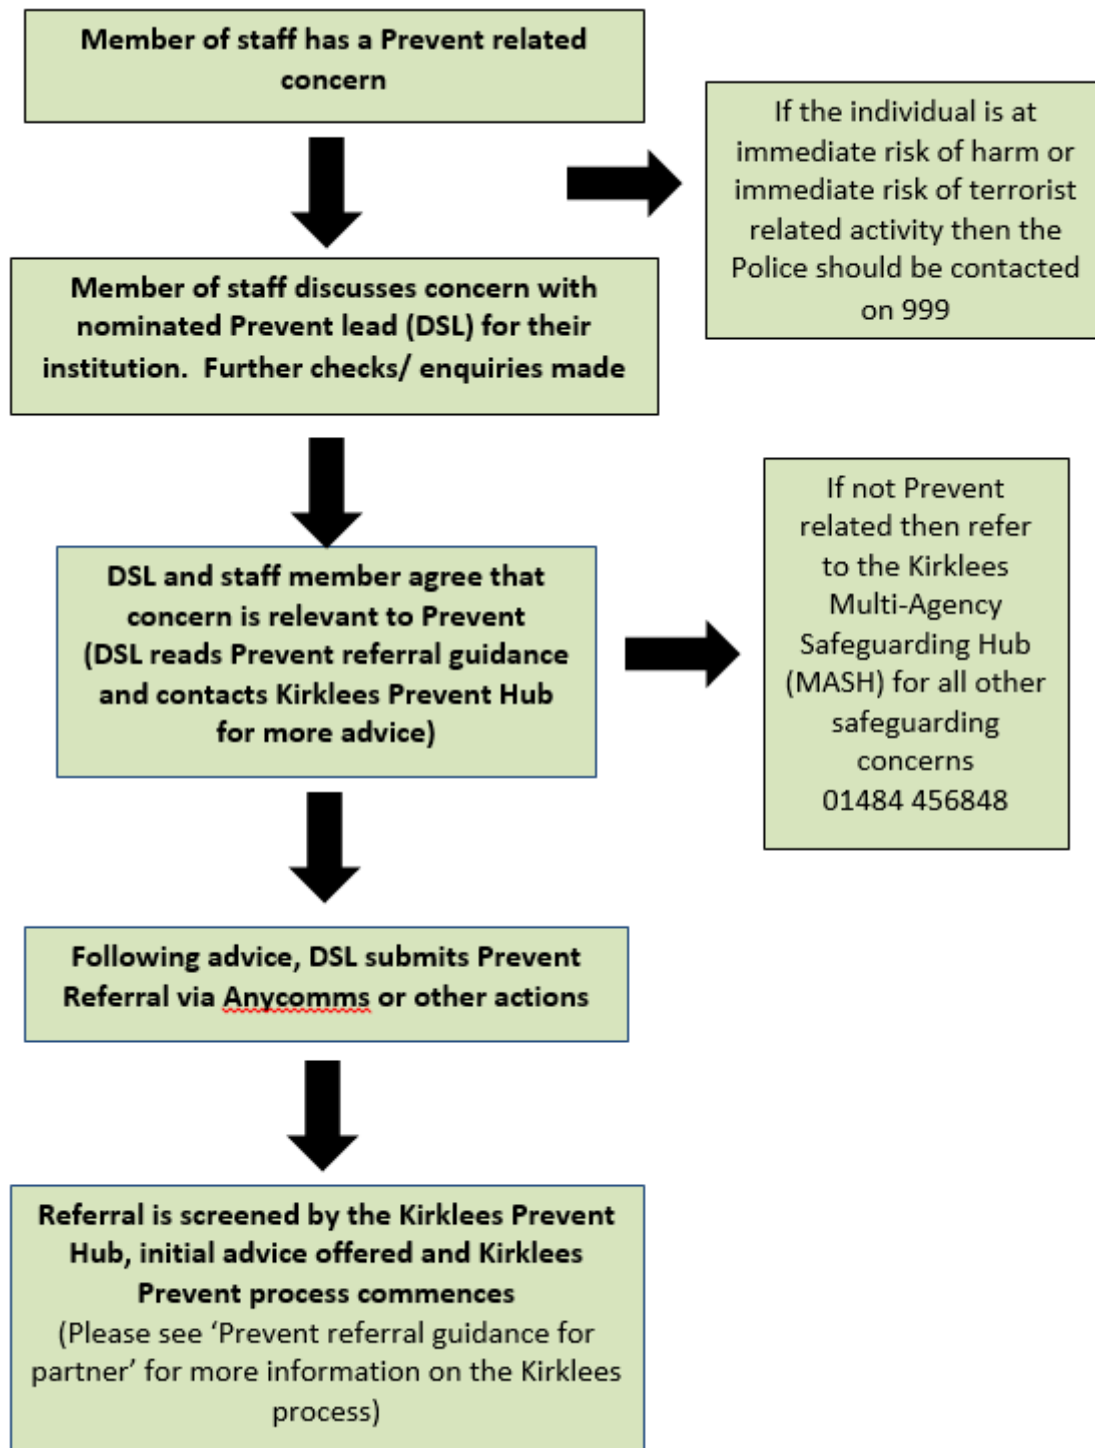 Member of staff has a Prevent related
concern
If the individual is at
immediate risk of harm or
immediate risk of terrorist
related activity then the
Police should be contacted
on 999
Member of staff discusses concern with
nominated Prevent lead (DSL) for their
institution.  Further checks/ enquiries made
If not Prevent
related then refer
to the Kirklees
Multi-Agency
Safeguarding Hub
(MASH) for all other
safeguarding
concerns
01484 456848
DSL and staff member agree that
concern is relevant to Prevent
(DSL reads Prevent referral guidance
and contacts Kirklees Prevent Hub
for more advice)
Following advice, DSL submits Prevent
Referral via Anycomms or other actions
Referral is screened by the Kirklees Prevent
Hub, initial advice offered and Kirklees
Prevent process commences
(Please see ‘Prevent referral guidance for
partner’ for more information on the Kirklees
process)